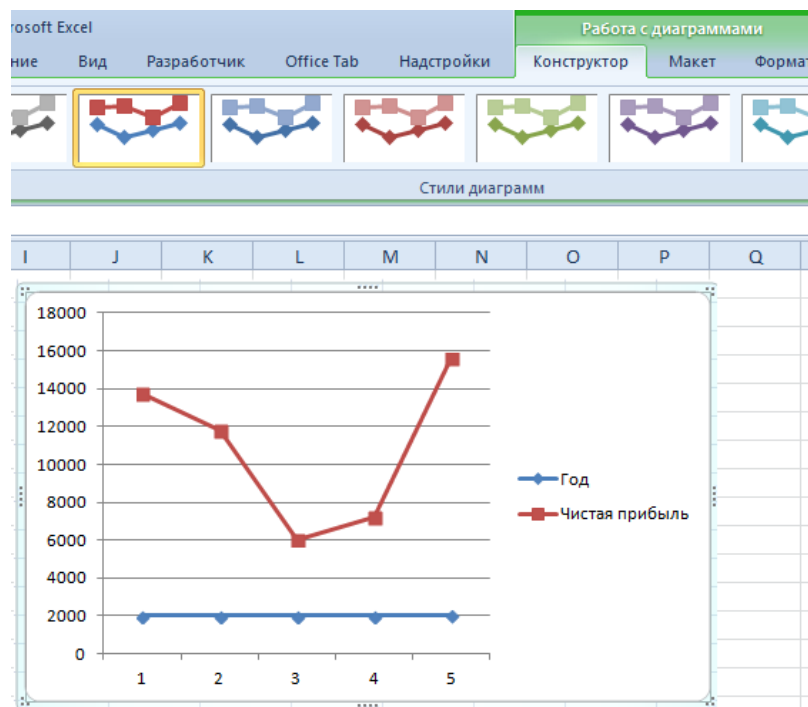 rosoft Excel
Работа с диаграммами
ние Вид Разработчик Office Tab Надстройки Конструктор Макет Формат
Стили диаграмм
I J K L M N O P Q
18000
16000
14000
12000
10000
8000
6000
4000
2000
0
Год
Чистая прибыль
1 2 3 4 5